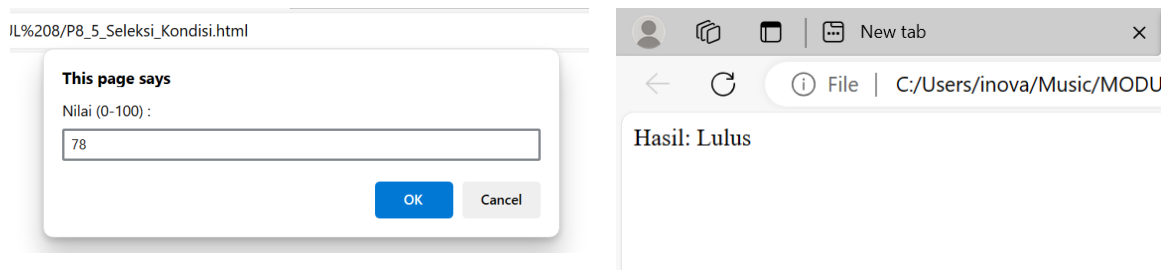 JL%208/P8_5_Seleksi_Kondisi.html
This page says
Nilai (0-100) :
78
OK Cancel
New tab
File C:/Users/inova/Music/MODU
Hasil: Lulus